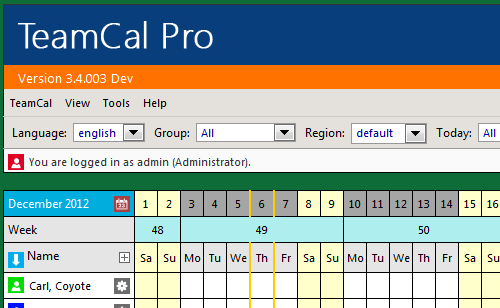 TeamCal Pro
Version 3.4.003 Dev
TeamCal View Tools Help
Language: english Group: All Region: default Today: All
You are logged in as admin (Administrator).
December 2012 23 1 2 3 4 5 6 7 8 9 10 11 12 13 14 15 16
Week 48 49 50
Name Sa Su Mo Tu We Th Fr Sa Su Mo Tu We Th Fr Sa Su
Carl, Coyote